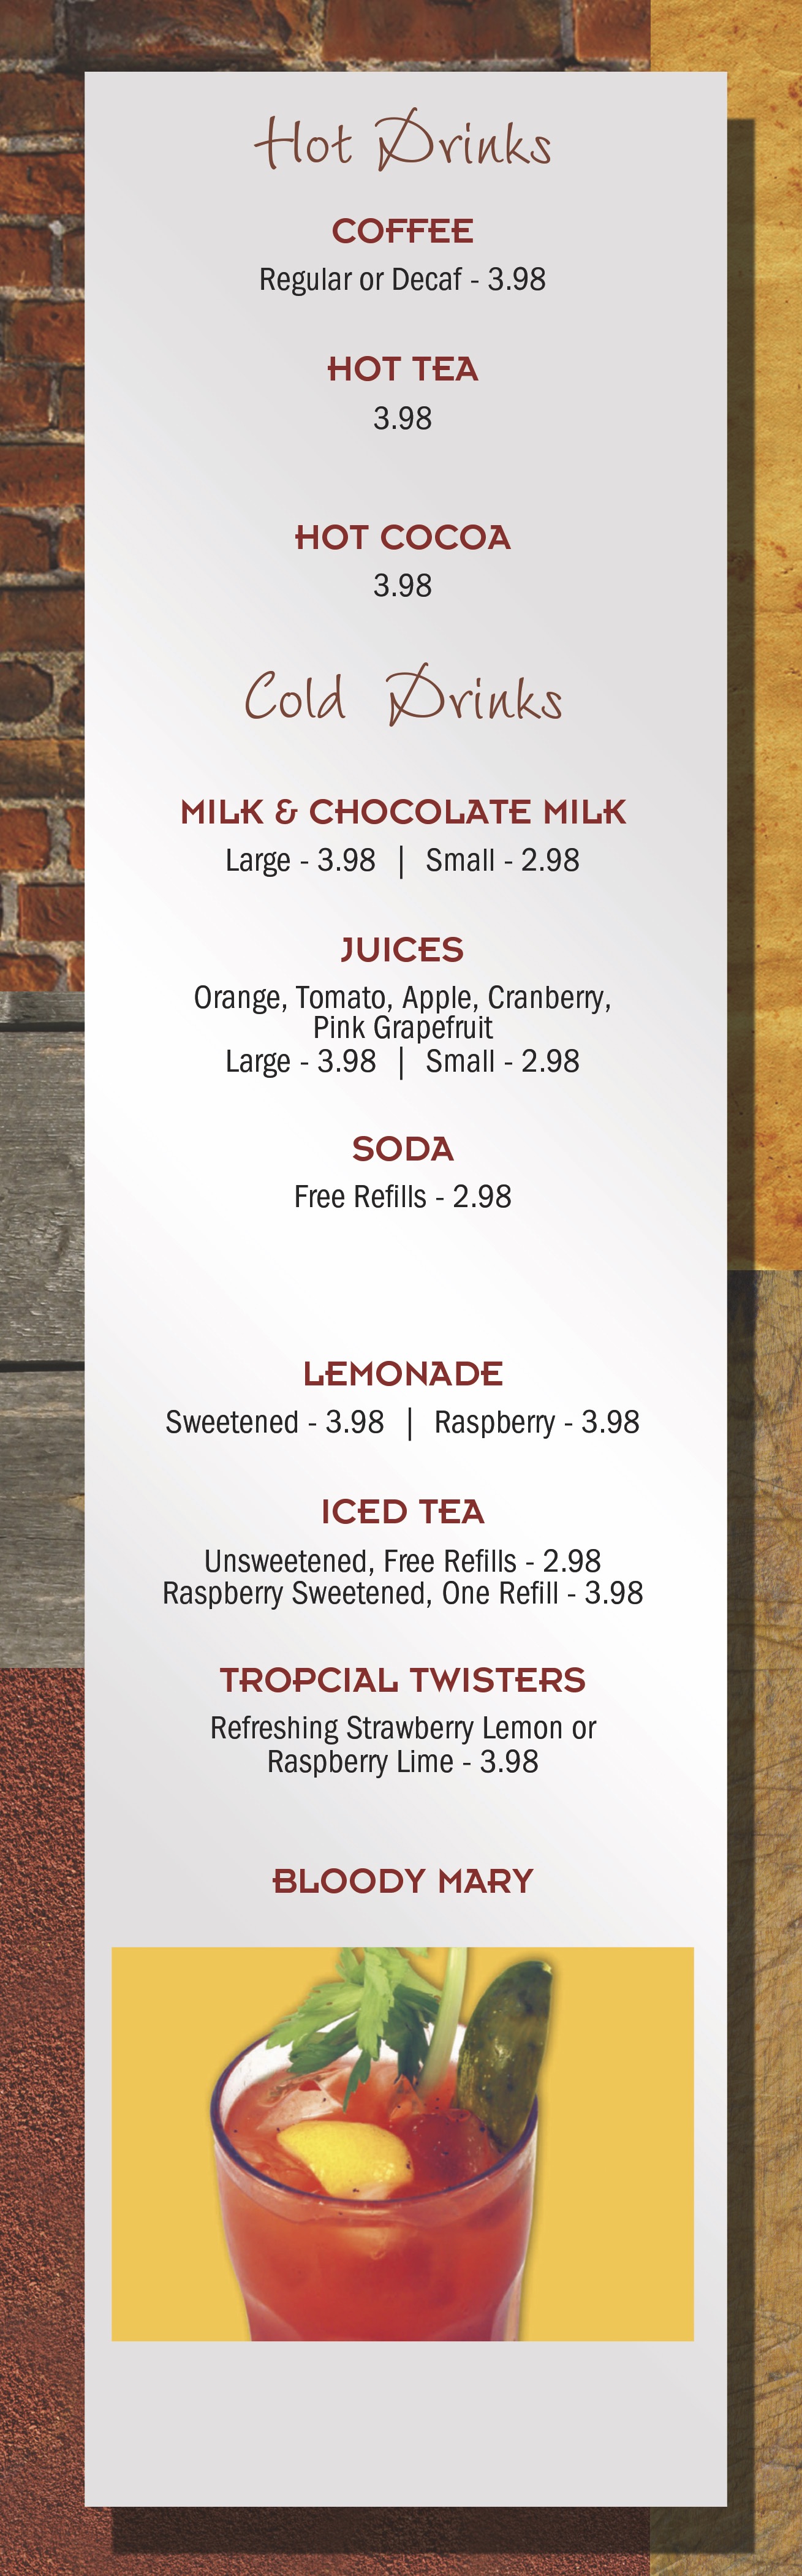 Hot Drinks
COFFEE
Regular or Decaf - 3.98
HOT TEA
3.98
HOT COCOA
3.98
Cold Drinks
MILK & CHOCOLATE MILK
Large - 3.98 | Small - 2.98
JUICES
Orange, Tomato, Apple, Cranberry,
Pink Grapefruit
Large - 3.98 | Small - 2.98
SODA
Free Refills - 2.98
LEMONADE
Sweetened - 3.98 | Raspberry - 3.98
ICED TEA
Unsweetened, Free Refills - 2.98
Raspberry Sweetened, One Refill - 3.98
TROPCIAL TWISTERS
Refreshing Strawberry Lemon or
Raspberry Lime - 3.98
BLOODY MARY